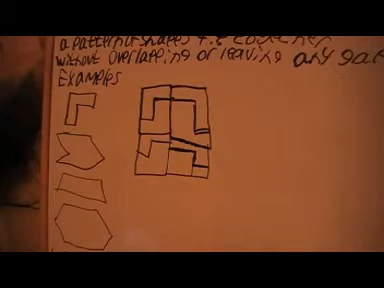 a pattern of shapes fit together
without overlapping or leaving any gap
Examples